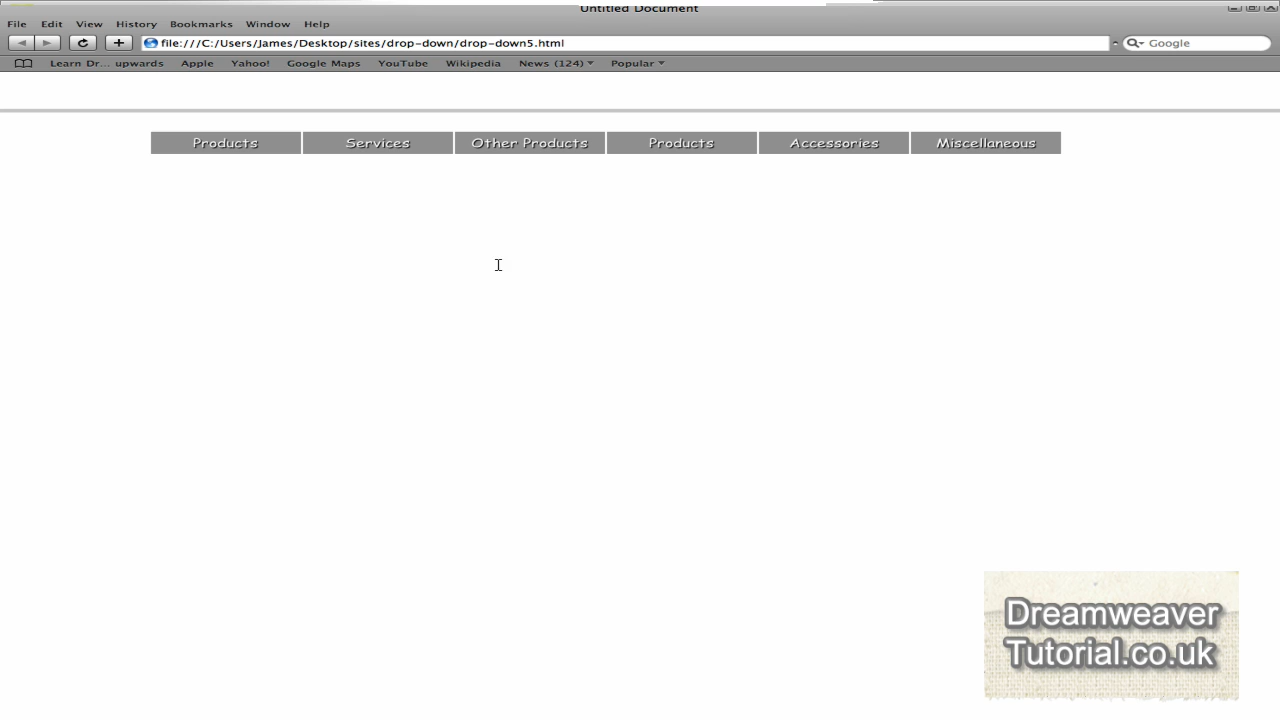 Untitled Document
File Edit View History Bookmarks Window Help
file:///C:/Users/James/Desktop/sites/drop-down/drop-down5.html
Google
Learn Dr... upwards Apple Yahoo! Google Maps YouTube Wikipedia News (124) Popular
Products Services Other Products Products Accessories Miscellaneous
Dreamweaver
Tutorial.co.uk